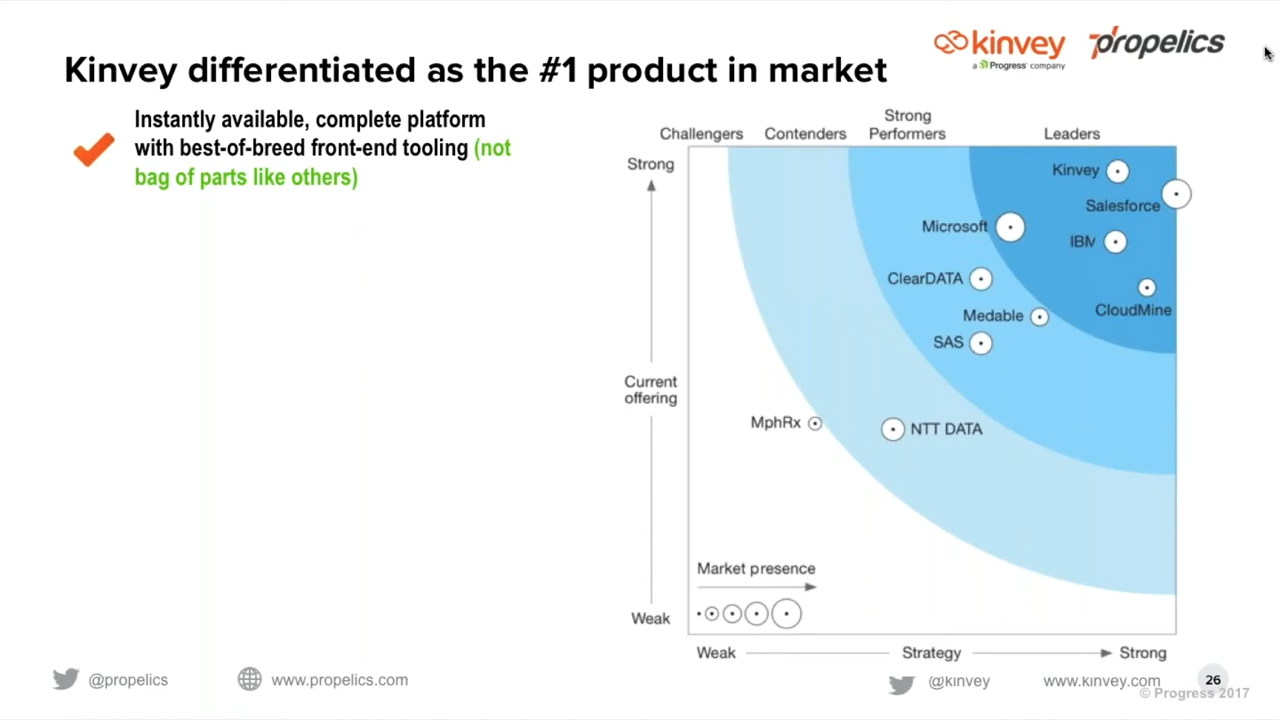 kinvey
a Progress company
propelics
Kinvey differentiated as the #1 product in market
Instantly available, complete platform
with best-of-breed front-end tooling (not
bag of parts like others)
Challengers
Contenders
Strong
Performers
Leaders
Strong
Kinvey
Salesforce
Microsoft
IBM
ClearDATA
CloudMine
Medable
SAS
Current
offering
MphRx
NTT DATA
Market presence
Weak
Weak
Strategy
Strong
@propelics
www.propelics.com
@kinvey
www.kinvey.com
26
© Progress 2017